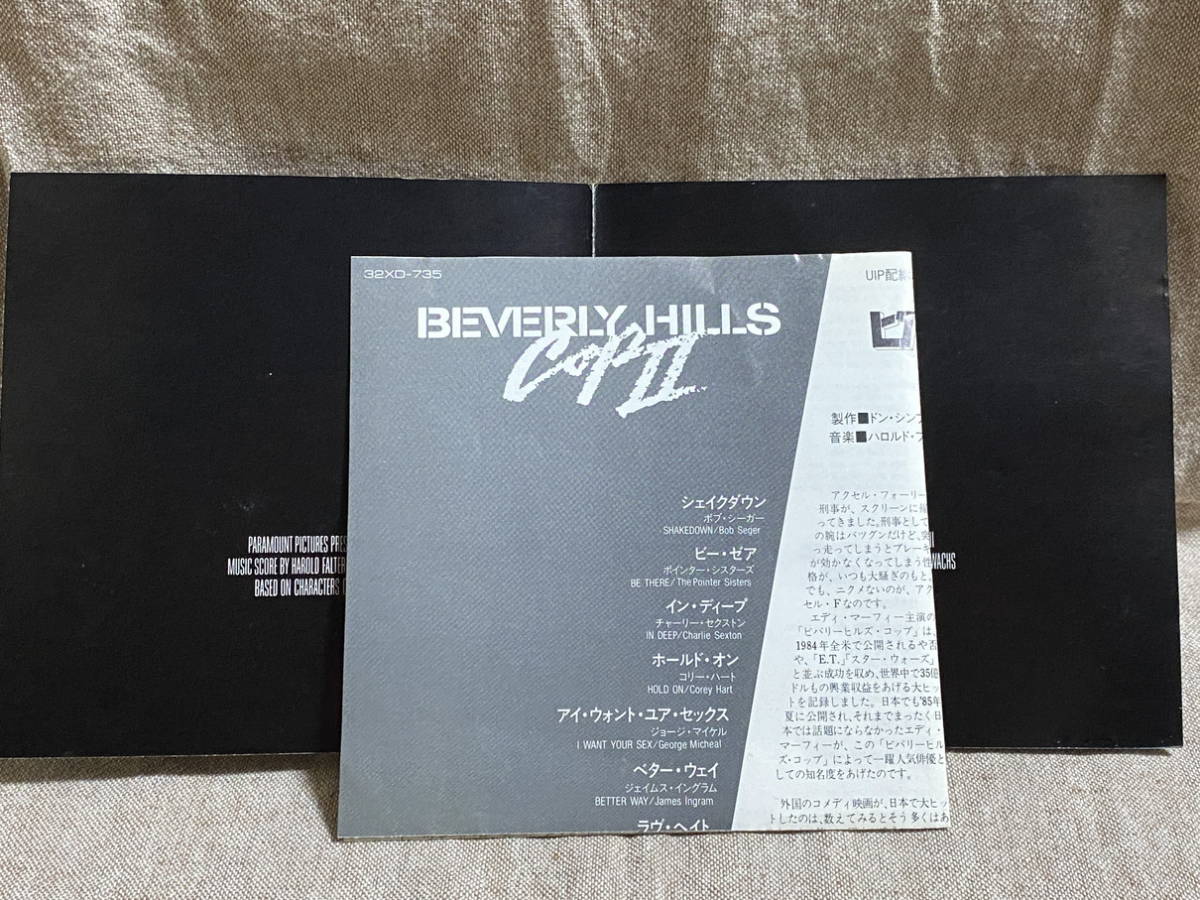 32XD-735
BEVERLY HILLS
COP II
シェイクダウン
ボブ・シーガー
SHAKEDOWN/Bob Seger
ビー・ゼア
ポインター・シスターズ
BE THERE/The Pointer Sisters
イン・ディープ
チャーリー・セクストン
IN DEEP/Charlie Sexton
ホールド・オン
コリー・ハート
HOLD ON/Corey Hart
アイ・ウォント・ユア・セックス
ジョージ・マイケル
I WANT YOUR SEX/George Micheal
ベター・ウェイ
ジェイムス・イングラム
BETTER WAY/James Ingram
ラヴ・ヘイト
UIP配
製作■ドン・シン
音楽■ハロルド・フ
アクセル・フォーリー
刑事が、スクリーンに
ってきました。刑事として
の腕はバツグンだけど、突
っ走ってしまうとブレーキ
が効かなくなってしまう性
格が、いつも大騒ぎのもと。
でも、ニクメないのが、アク
セル・Fなのです。
エディ・マーフィー主演の
「ビバリーヒルズ・コップ」は、
1984年全米で公開されるや否
や、「E.T.」「スター・ウォーズ」
と並ぶ成功を収め、世界中で35億
ドルもの興業収益をあげる大ヒッ
トを記録しました。日本でも'85年
夏に公開され、それまでまったく日
本では話題にならなかったエディ・
マーフィーが、この「ビバリーヒル
ズ・コップ」によって一躍人気俳優と
しての知名度をあげたのです。
外国のコメディ映画が、日本で大ヒッ
トしたのは、数えてみるとそう多くはあ
PARAMOUNT PICTURES PRES
MUSIC SCORE BY HAROLD FALTER
BASED ON CHARACTERS
WACHS